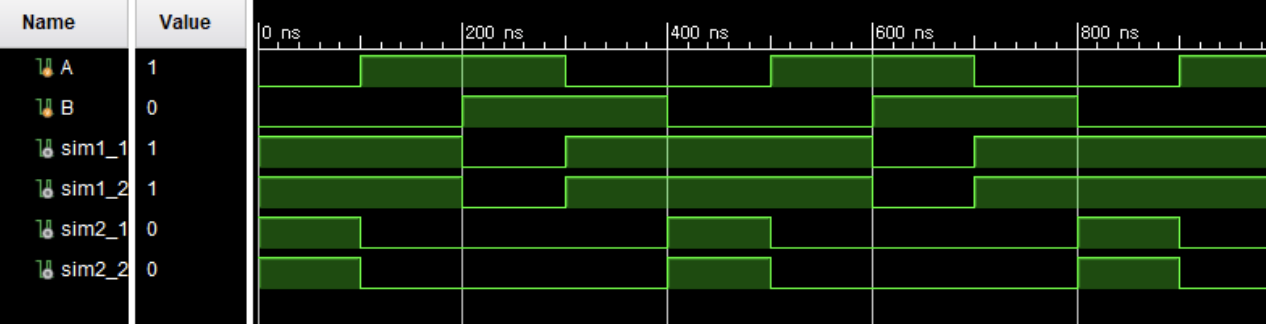 Name Value
0 ns 200 ns 400 ns 600 ns 800 ns
A 1
B 0
sim1_1 1
sim1_2 1
sim2_1 0
sim2_2 0